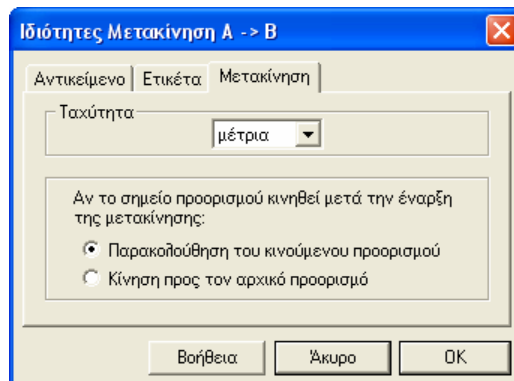 Ιδιότητες Μετακίνηση A -> B
Αντικείμενο Ετικέτα Μετακίνηση
Ταχύτητα
μέτρια
Αν το σημείο προορισμού κινηθεί μετά την έναρξη
της μετακίνησης:
Παρακολούθηση του κινούμενου προορισμού
Κίνηση προς τον αρχικό προορισμό
Βοήθεια Άκυρο OK